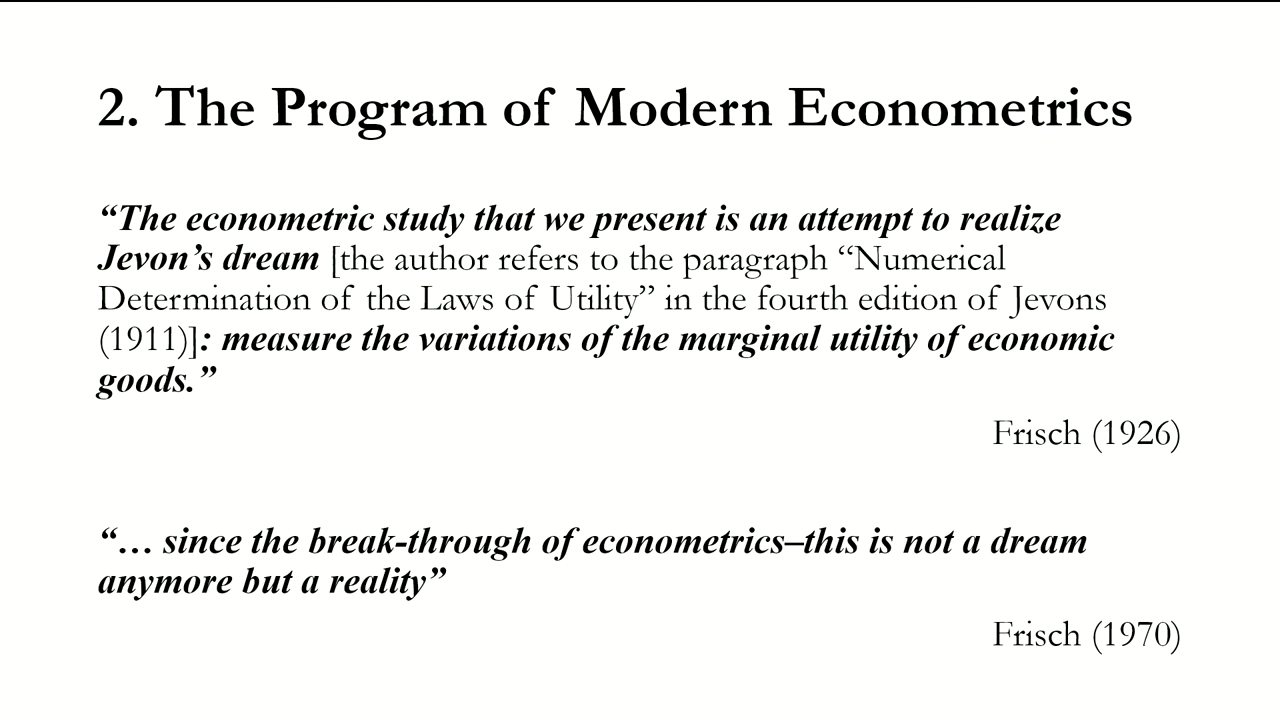 2. The Program of Modern Econometrics
“The econometric study that we present is an attempt to realize
Jevon’s dream [the author refers to the paragraph “Numerical
Determination of the Laws of Utility” in the fourth edition of Jevons
(1911)]: measure the variations of the marginal utility of economic
goods.”
Frisch (1926)
“… since the break-through of econometrics–this is not a dream
anymore but a reality”
Frisch (1970)